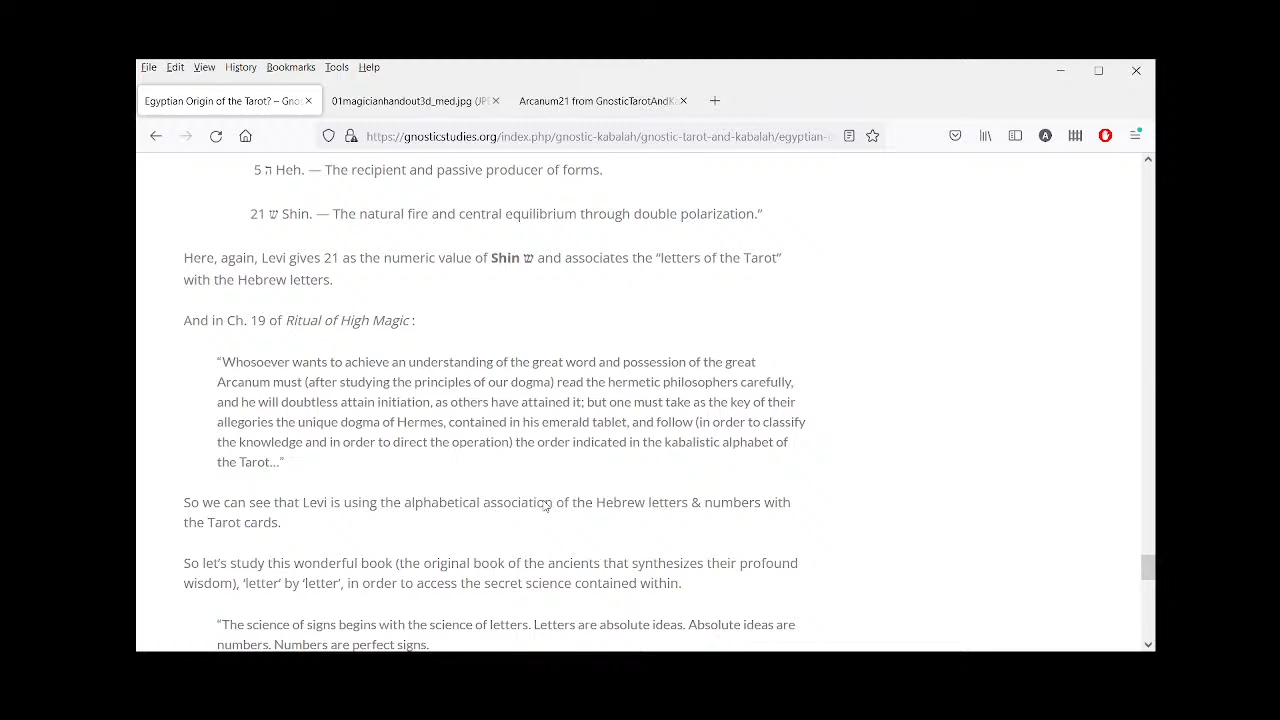 File Edit View History Bookmarks Tools Help
Egyptian Origin of the Tarot? – Gno
01magicianhandout3d_med.jpg (JP
Arcanum21 from GnosticTarotAndK
https://gnosticstudies.org/index.php/gnostic-kabalah/gnostic-tarot-and-kabalah/egyptian-
5 ה Heh. — The recipient and passive producer of forms.
21 ש Shin. — The natural fire and central equilibrium through double polarization.”
Here, again, Levi gives 21 as the numeric value of Shin ש and associates the “letters of the Tarot”
with the Hebrew letters.
And in Ch. 19 of Ritual of High Magic :
“Whosoever wants to achieve an understanding of the great word and possession of the great
Arcanum must (after studying the principles of our dogma) read the hermetic philosophers carefully,
and he will doubtless attain initiation, as others have attained it; but one must take as the key of their
allegories the unique dogma of Hermes, contained in his emerald tablet, and follow (in order to classify
the knowledge and in order to direct the operation) the order indicated in the kabalistic alphabet of
the Tarot…”
So we can see that Levi is using the alphabetical association of the Hebrew letters & numbers with
the Tarot cards.
So let’s study this wonderful book (the original book of the ancients that synthesizes their profound
wisdom), ‘letter‘ by ‘letter’, in order to access the secret science contained within.
“The science of signs begins with the science of letters. Letters are absolute ideas. Absolute ideas are
numbers. Numbers are perfect signs.